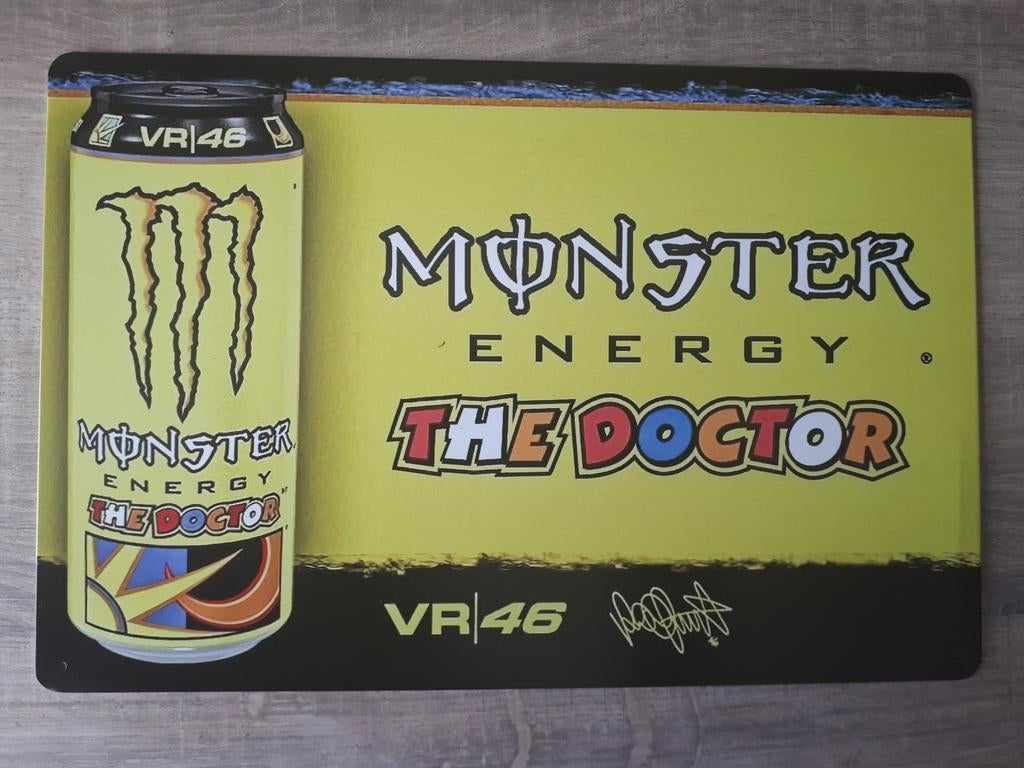 VR|46
MONSTER
ENERGY
THE DOCTOR
MONSTER
ENERGY ®
THE DOCTOR
VR|46